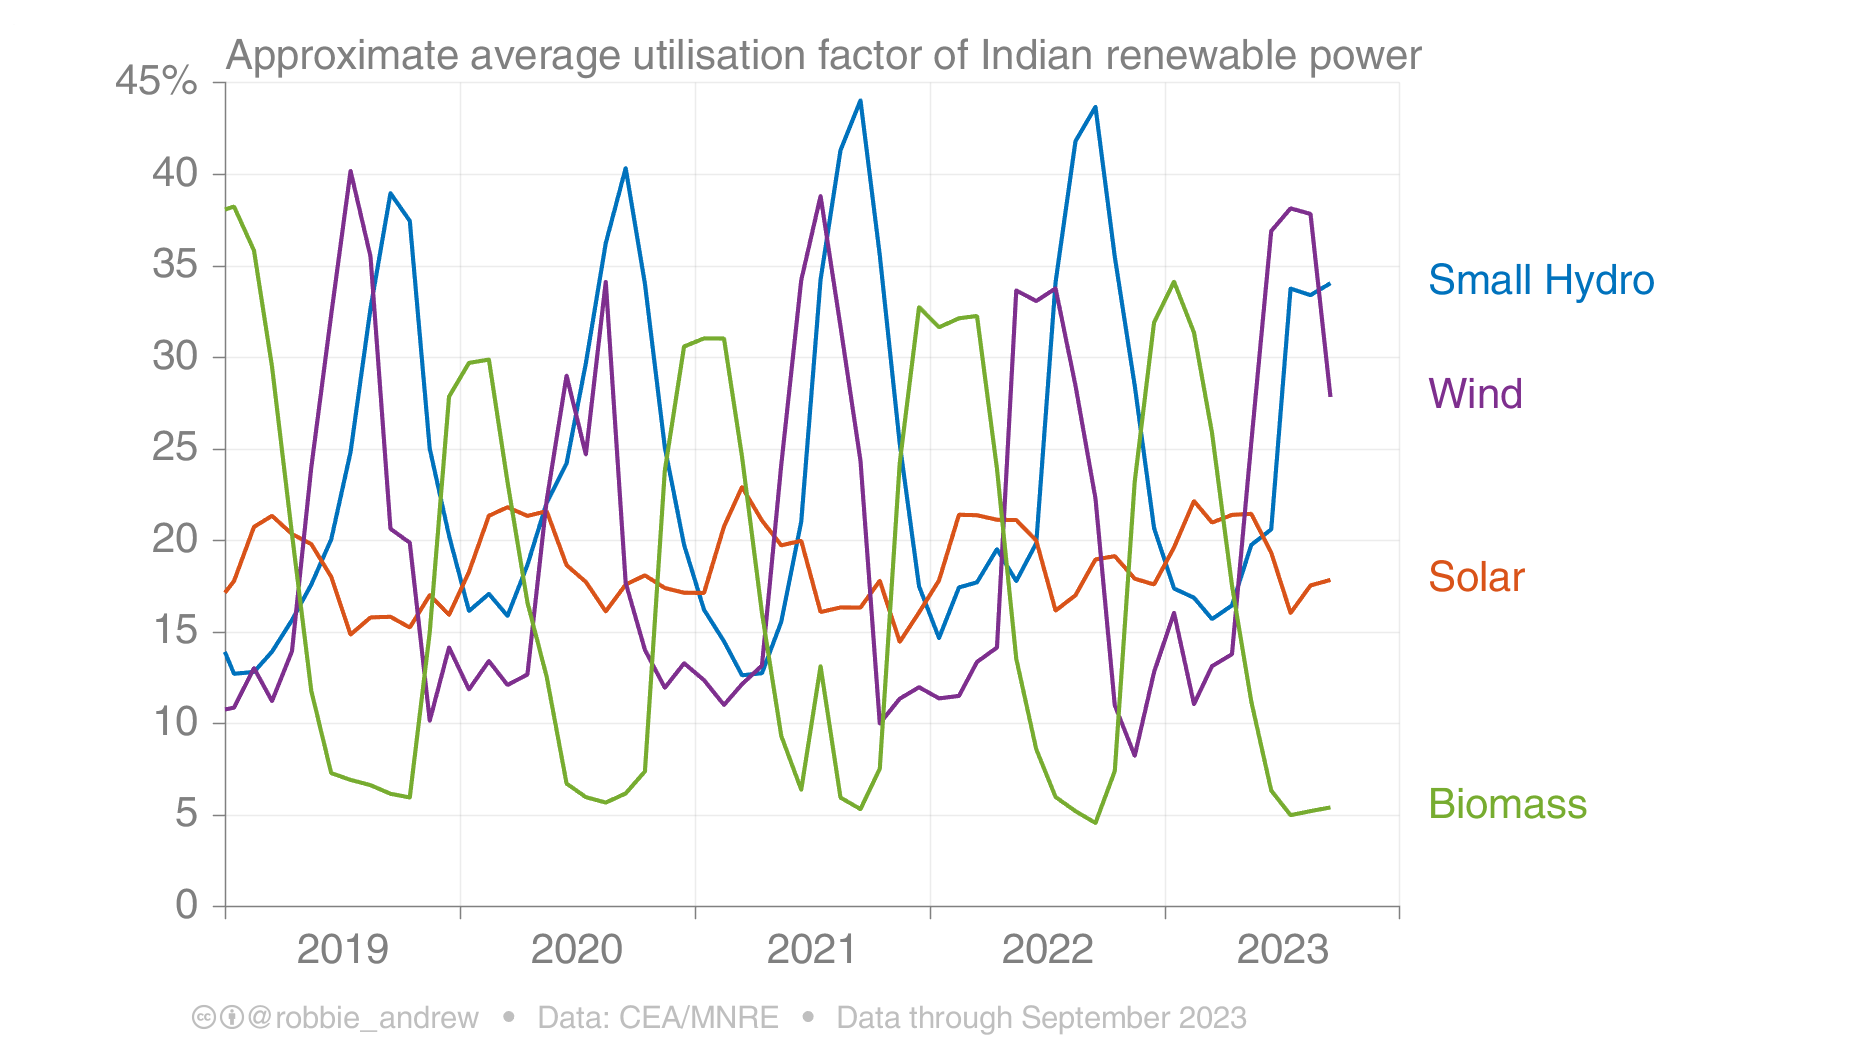 Approximate average utilisation factor of Indian renewable power
45%
40
35
30
25
20
15
10
5
0
Small Hydro
Wind
Solar
Biomass
2019 2020 2021 2022 2023
cc @robbie_andrew • Data: CEA/MNRE • Data through September 2023